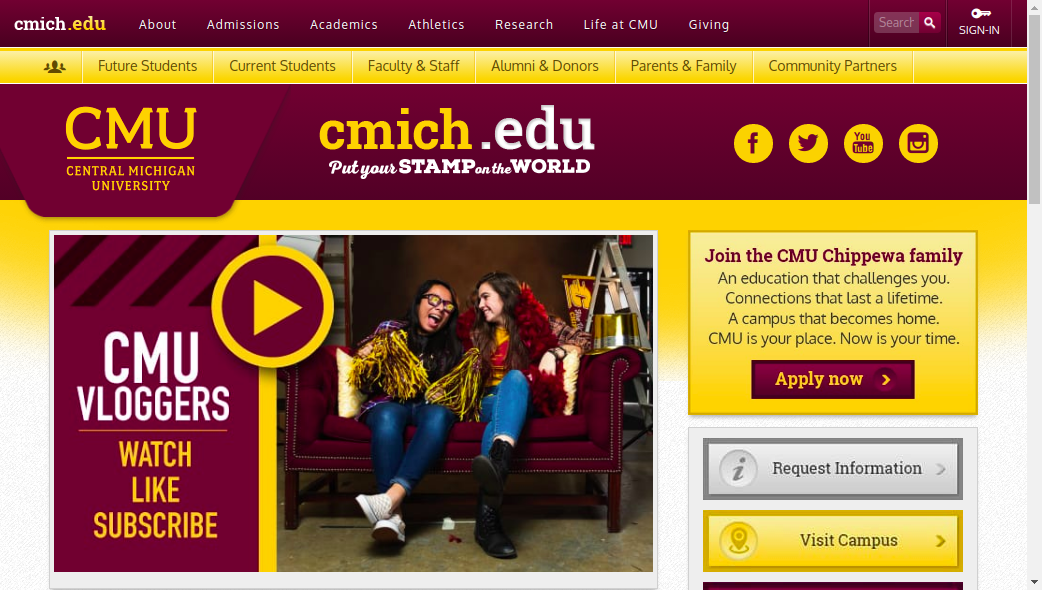 cmich.edu
About
Admissions
Academics
Athletics
Research
Life at CMU
Giving
Search
SIGN-IN
Future Students
Current Students
Faculty & Staff
Alumni & Donors
Parents & Family
Community Partners
CMU
CENTRAL MICHIGAN
UNIVERSITY
cmich.edu
Put your STAMP on the WORLD
You
Tube
CMU
VLOGGERS
WATCH
LIKE
SUBSCRIBE
Join the CMU Chippewa family
An education that challenges you.
Connections that last a lifetime.
A campus that becomes home.
CMU is your place. Now is your time.
Apply now
Request Information
Visit Campus